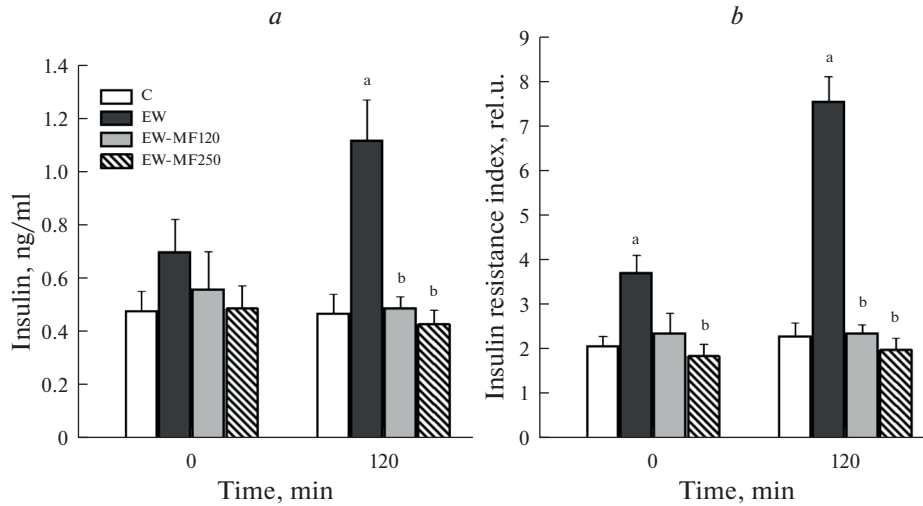 a
Insulin, ng/ml
1.4
1.2
1.0
0.8
0.6
0.4
0.2
0
C
EW
EW-MF120
EW-MF250
a
b
b
0
120
Time, min
b
Insulin resistance index, rel.u.
9
8
7
6
5
4
3
2
1
0
a
b
a
b
b
0
120
Time, min